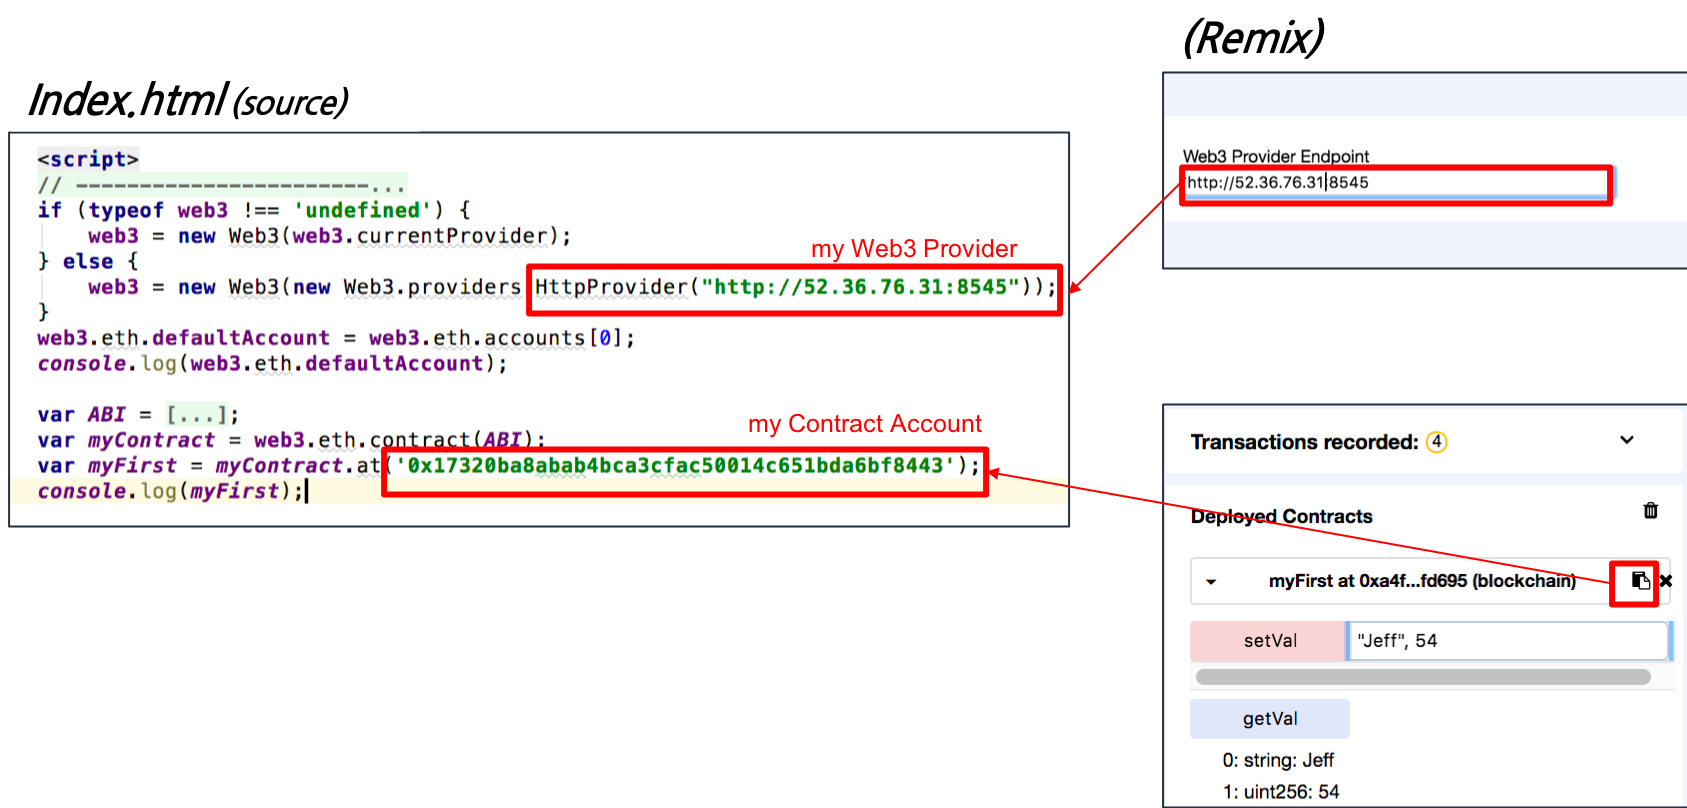 (Remix)
Index.html (source)
<script>
// -----------------------...
if (typeof web3 !== 'undefined') {
web3 = new Web3(web3.currentProvider);
} else {
web3 = new Web3(new Web3.providers HttpProvider("http://52.36.76.31:8545"));
}
web3.eth.defaultAccount = web3.eth.accounts[0];
console.log(web3.eth.defaultAccount);
var ABI = [...];
var myContract = web3.eth.contract(ABI);
var myFirst = myContract.at('0x17320ba8abab4bca3cfac50014c651bda6bf8443');
console.log(myFirst);
my Web3 Provider
my Contract Account
Web3 Provider Endpoint
http://52.36.76.31:8545
Transactions recorded: 4
Deployed Contracts
myFirst at 0xa4f...fd695 (blockchain)
setVal
"Jeff", 54
getVal
0: string: Jeff
1: uint256: 54